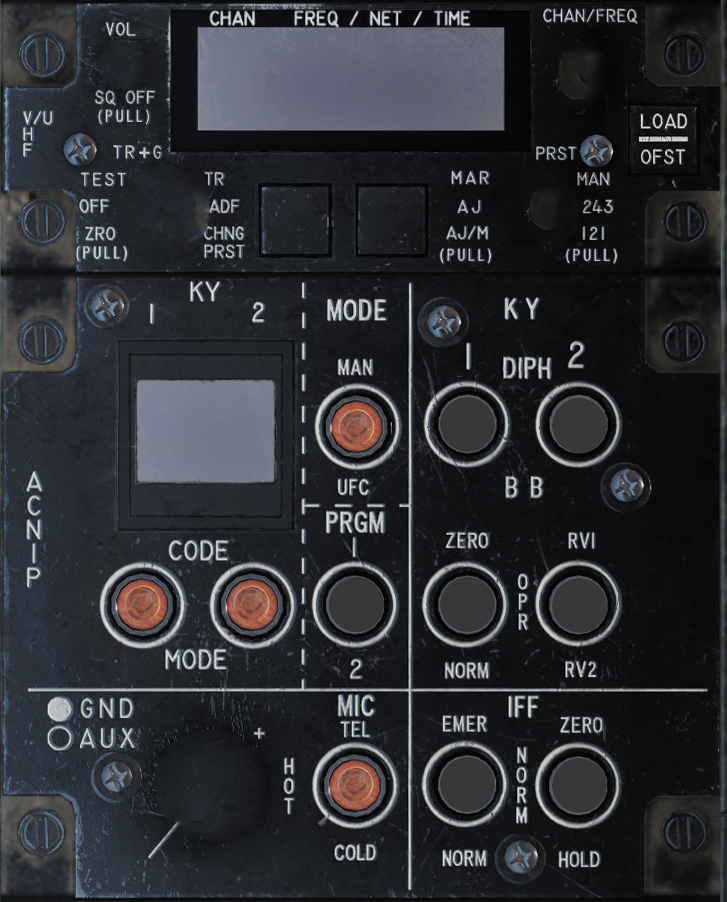 CHAN FREQ / NET / TIME
CHAN/FREQ
VOL
SQ OFF
(PULL)
V/U
H
F
LOAD
OFST
TR+G
PRST
TEST
TR
MAR
MAN
OFF
ADF
AJ
243
ZRO
(PULL)
CHNG
PRST
AJ/M
(PULL)
121
(PULL)
KY
1 2
MODE
MAN
UFC
KY
1 DIPH 2
BB
ACNIP
CODE
MODE
PRGM
1
2
ZERO
OPR
RV1
NORM
RV2
GND
AUX
+
HOT
MIC
TEL
COLD
IFF
EMER
NORM
ZERO
NORM
HOLD